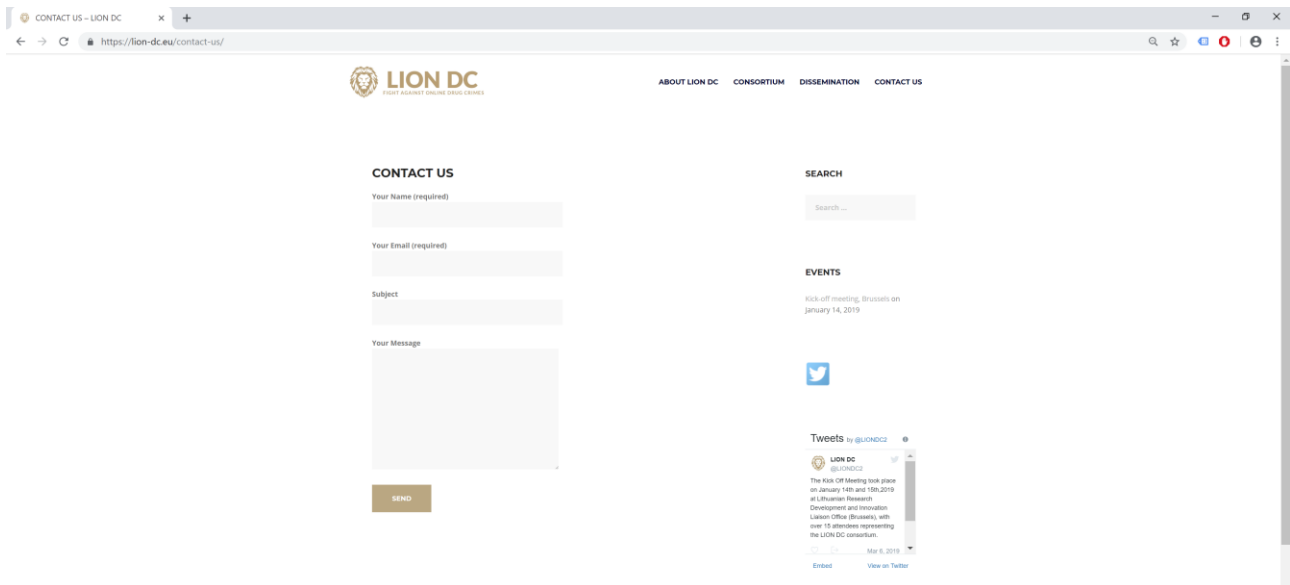 CONTACT US – LION DC
https://lion-dc.eu/contact-us/
LION DC
FIGHT AGAINST ONLINE DRUG CRIMES
ABOUT LION DC CONSORTIUM DISSEMINATION CONTACT US
CONTACT US
Your Name (required)
Your Email (required)
Subject
Your Message
SEND
SEARCH
Search ...
EVENTS
Kick-off meeting, Brussels on
January 14, 2019
Tweets by @LIONDC2
LION DC
@LIONDC2
The Kick Off Meeting took place
on January 14th and 15th,2019
at Lithuanian Research
Development and Innovation
Liaison Office (Brussels), with
over 15 attendees representing
the LION DC consortium.
Mar 6, 2019
Embed View on Twitter